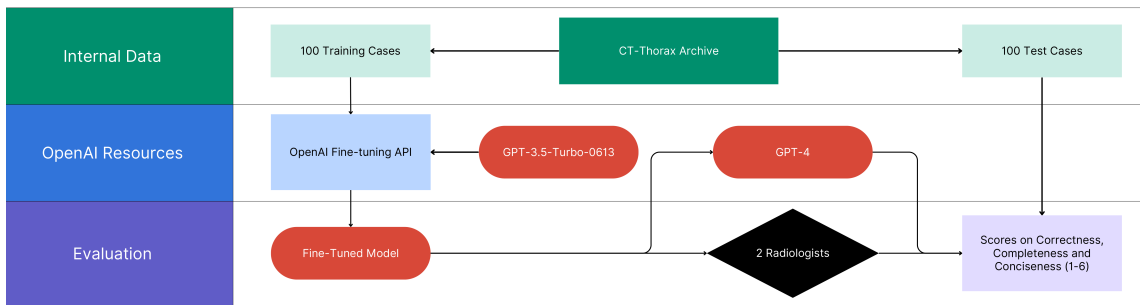 Internal Data
100 Training Cases
CT-Thorax Archive
100 Test Cases
OpenAI Resources
OpenAI Fine-tuning API
GPT-3.5-Turbo-0613
GPT-4
Evaluation
Fine-Tuned Model
2 Radiologists
Scores on Correctness,
Completeness and
Conciseness (1-6)